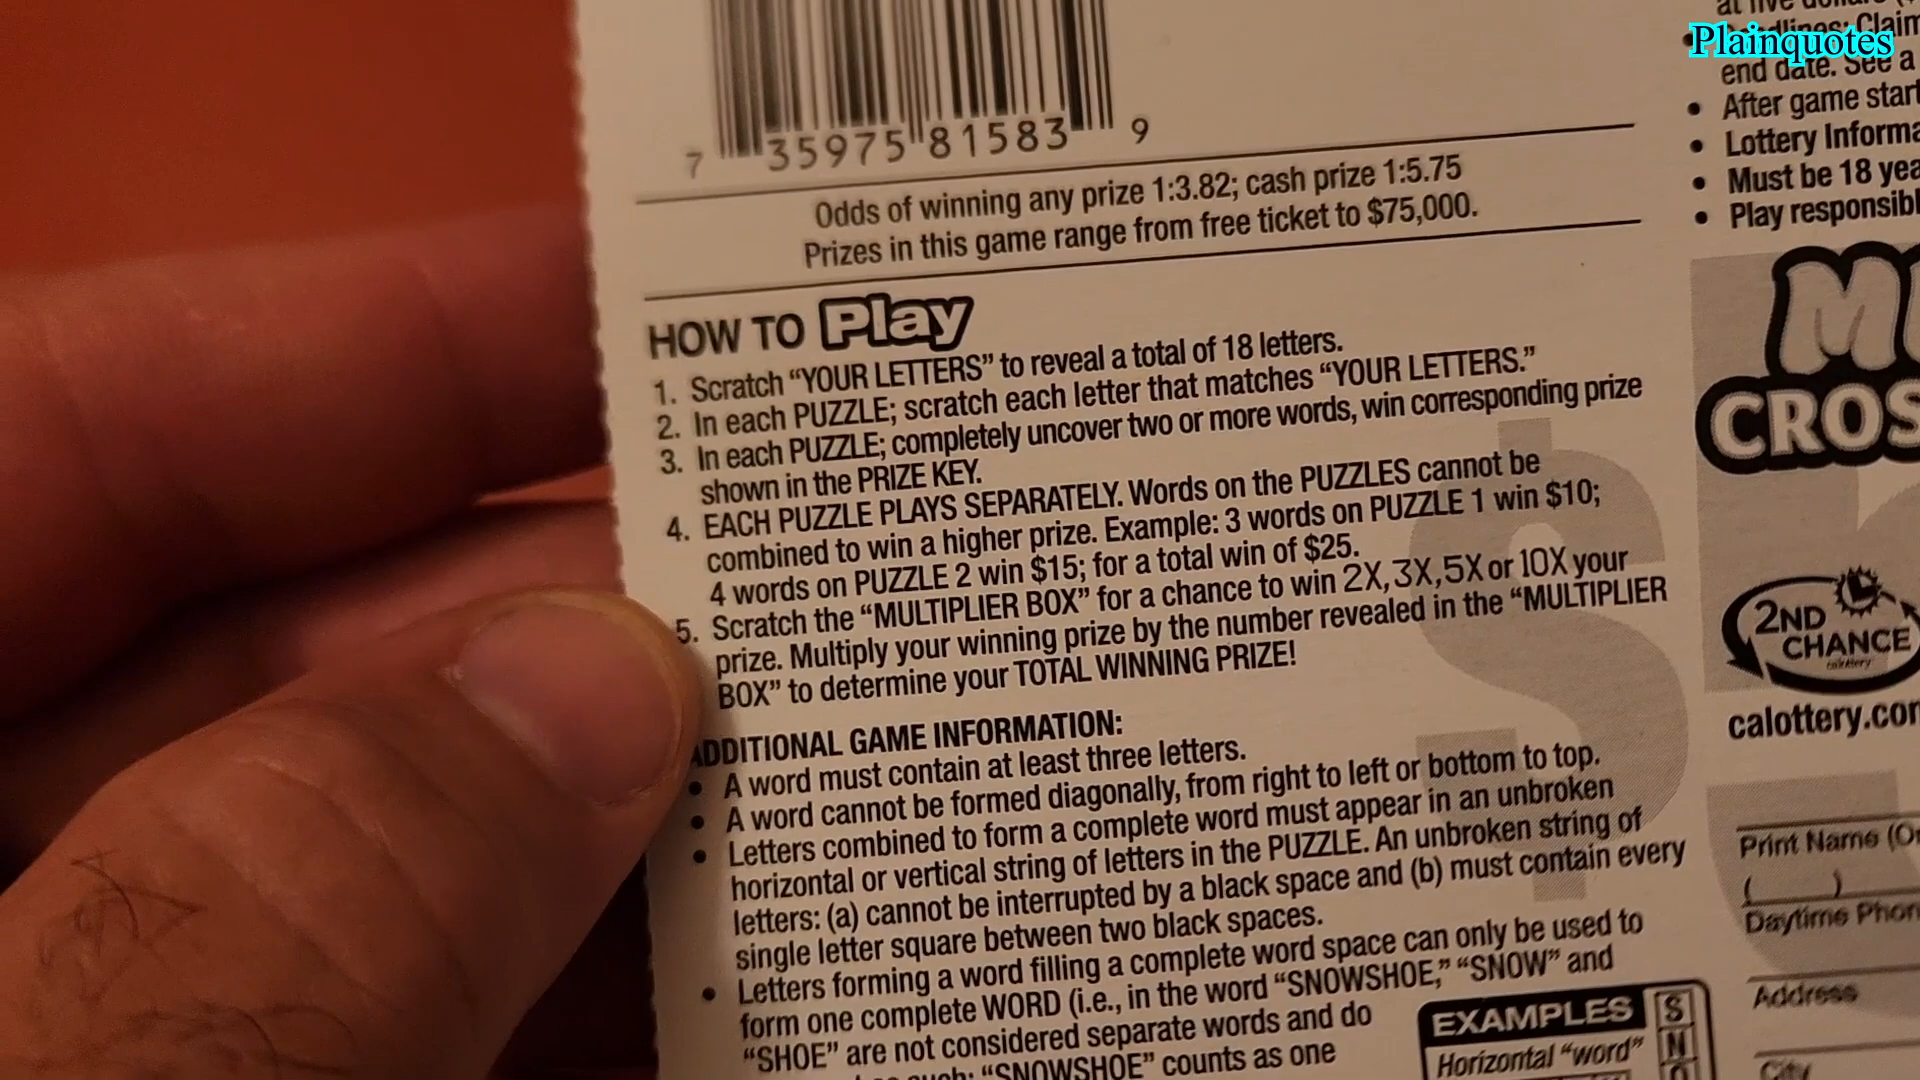 7 35975 81583 9
Odds of winning any prize 1:3.82; cash prize 1:5.75
Prizes in this game range from free ticket to $75,000.
HOW TO Play
1. Scratch “YOUR LETTERS” to reveal a total of 18 letters.
2. In each PUZZLE; scratch each letter that matches “YOUR LETTERS.”
3. In each PUZZLE; completely uncover two or more words, win corresponding prize
shown in the PRIZE KEY.
4. EACH PUZZLE PLAYS SEPARATELY. Words on the PUZZLES cannot be
combined to win a higher prize. Example: 3 words on PUZZLE 1 win $10;
4 words on PUZZLE 2 win $15; for a total win of $25.
5. Scratch the “MULTIPLIER BOX” for a chance to win 2X, 3X, 5X or 10X your
prize. Multiply your winning prize by the number revealed in the “MULTIPLIER
BOX” to determine your TOTAL WINNING PRIZE!
ADDITIONAL GAME INFORMATION:
• A word must contain at least three letters.
• A word cannot be formed diagonally, from right to left or bottom to top.
• Letters combined to form a complete word must appear in an unbroken
horizontal or vertical string of letters in the PUZZLE. An unbroken string of
letters: (a) cannot be interrupted by a black space and (b) must contain every
single letter square between two black spaces.
• Letters forming a word filling a complete word space can only be used to
form one complete WORD (i.e., in the word “SNOWSHOE,” “SNOW” and
“SHOE” are not considered separate words and do
“SNOWSHOE” counts as one
EXAMPLES
Horizontal “word”
S
N
Plainquotes
Claim
end date. See a
• After game start
• Lottery Informa
• Must be 18 yea
• Play responsibl
M
CROS
2ND
CHANCE
calottery
calottery.com
Print Name (
( )
Daytime Phon
Address
City